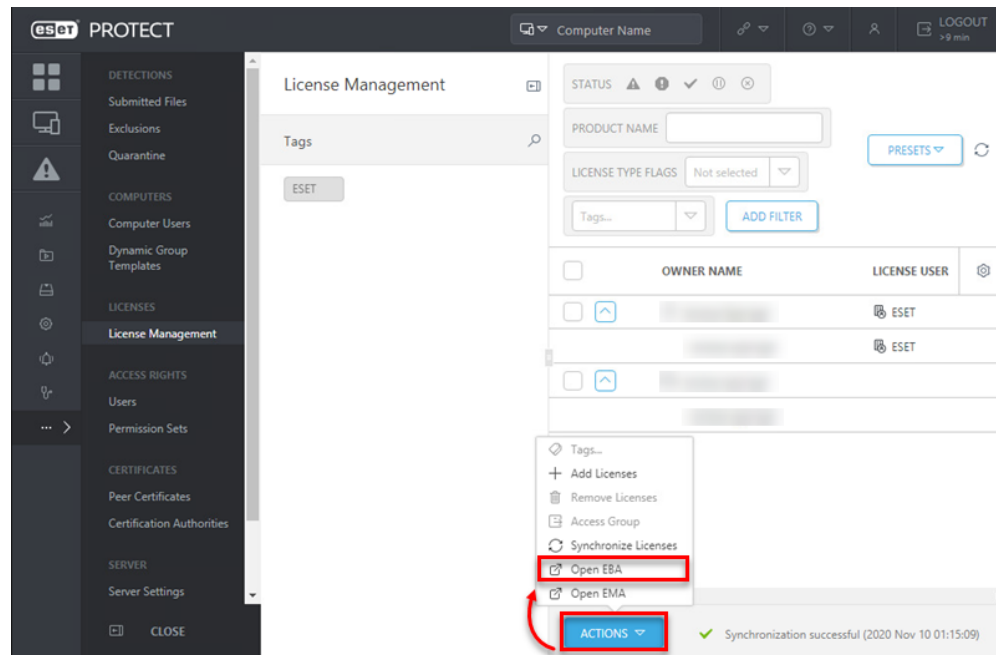 eset PROTECT
Computer Name
LOGOUT
>9 min
DETECTIONS
Submitted Files
Exclusions
Quarantine
COMPUTERS
Computer Users
Dynamic Group
Templates
LICENSES
License Management
ACCESS RIGHTS
Users
Permission Sets
CERTIFICATES
Peer Certificates
Certification Authorities
SERVER
Server Settings
CLOSE
License Management
Tags
ESET
STATUS
PRODUCT NAME
LICENSE TYPE FLAGS Not selected
Tags...
ADD FILTER
PRESETS
OWNER NAME LICENSE USER
ESET
ESET
Tags...
Add Licenses
Remove Licenses
Access Group
Synchronize Licenses
Open EBA
Open EMA
ACTIONS
Synchronization successful (2020 Nov 10 01:15:09)